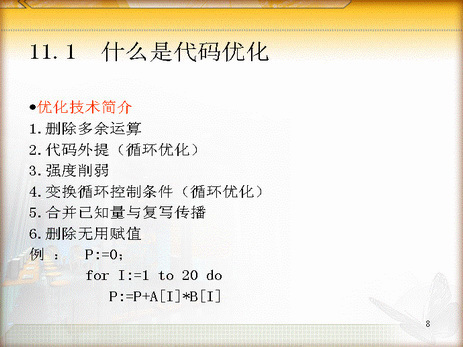 11.1 什么是代码优化
•优化技术简介
1.删除多余运算
2.代码外提（循环优化）
3.强度削弱
4.变换循环控制条件（循环优化）
5.合并已知量与复写传播
6.删除无用赋值
例 ： P:=0;
for I:=1 to 20 do
P:=P+A[I]*B[I]
8